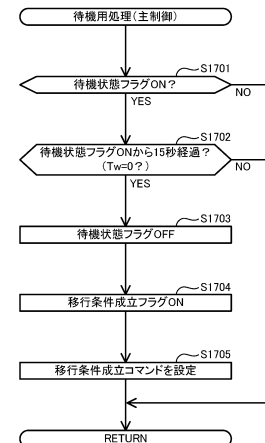 待機用処理(主制御)
S1701
待機状態フラグON?
NO
YES
S1702
待機状態フラグONから15秒経過?
(Tw=0?)
NO
YES
S1703
待機状態フラグOFF
S1704
移行条件成立フラグON
S1705
移行条件成立コマンドを設定
RETURN